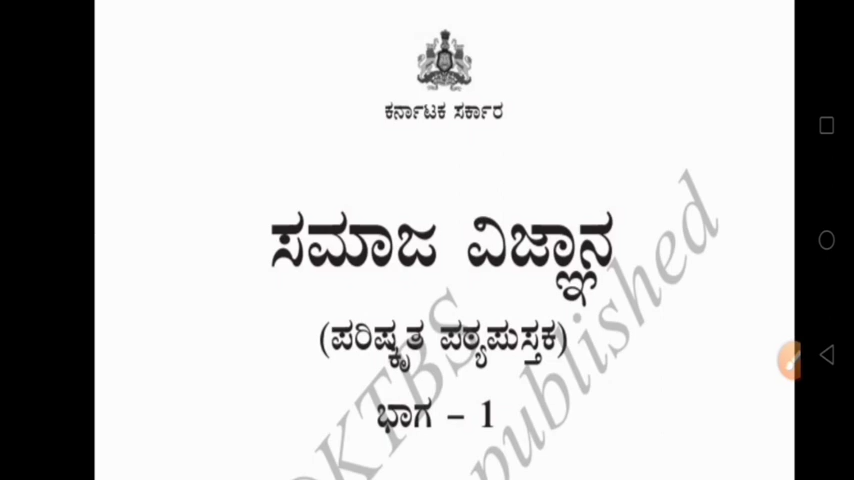 ಕರ್ನಾಟಕ ಸರ್ಕಾರ
ಸಮಾಜ ವಿಜ್ಞಾನ
(ಪರಿಷ್ಕೃತ ಪಠ್ಯಪುಸ್ತಕ)
ಭಾಗ – 1
KTBS
published